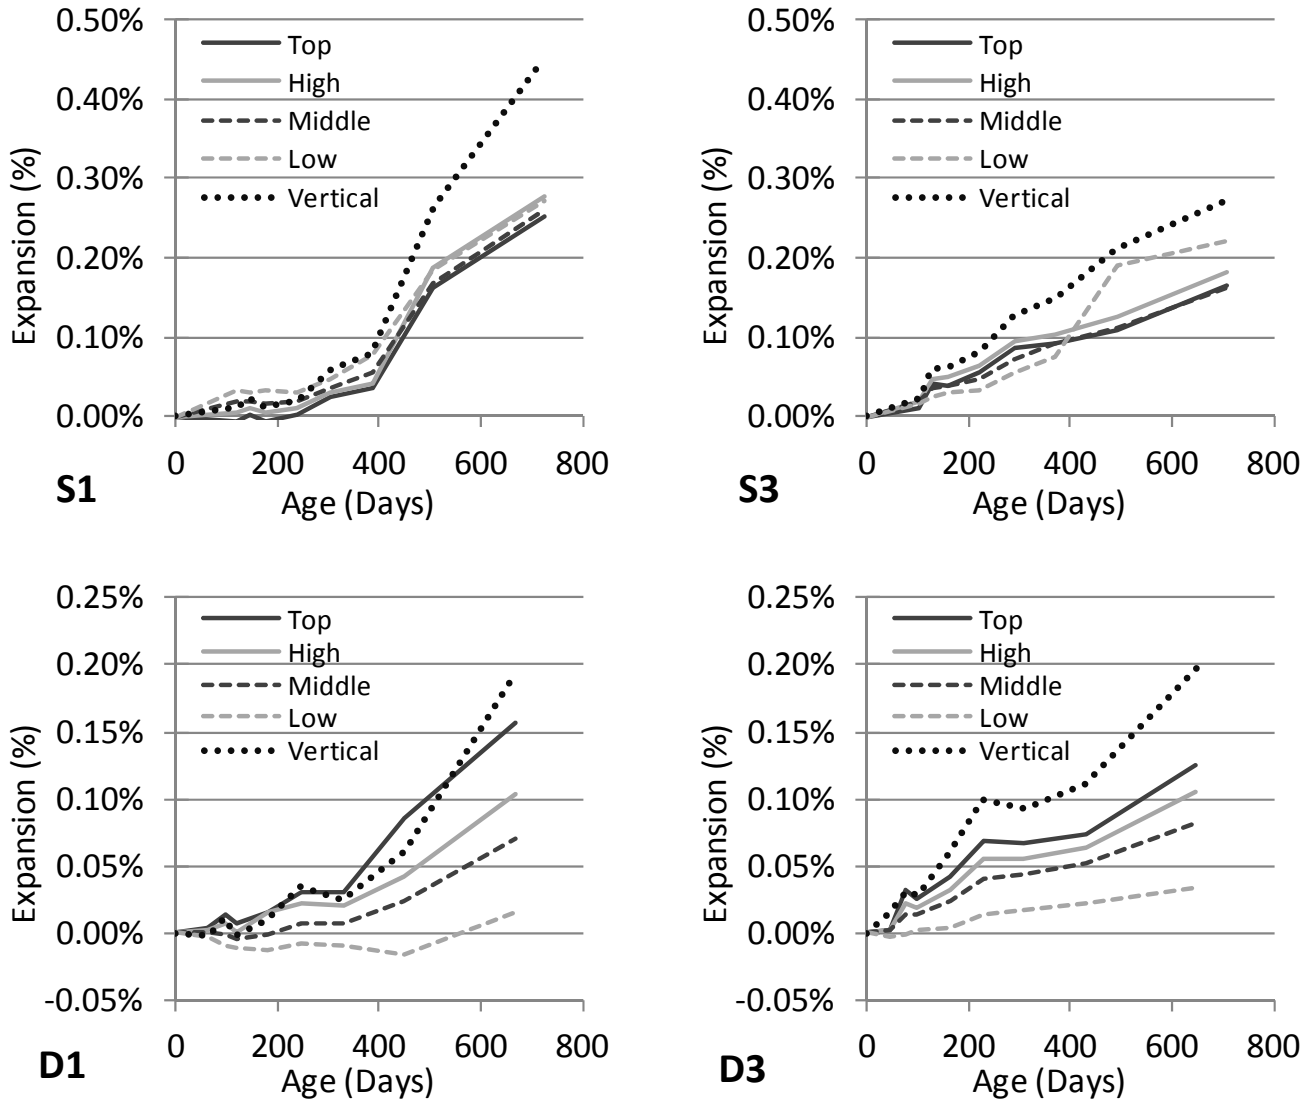 0.50%
0.40%
0.30%
0.20%
0.10%
0.00%
Expansion (%)
Top
High
Middle
Low
Vertical
0 200 400 600 800
Age (Days)
S1
0.50%
0.40%
0.30%
0.20%
0.10%
0.00%
Expansion (%)
Top
High
Middle
Low
Vertical
0 200 400 600 800
Age (Days)
S3
0.25%
0.20%
0.15%
0.10%
0.05%
0.00%
-0.05%
Expansion (%)
Top
High
Middle
Low
Vertical
0 200 400 600 800
Age (Days)
D1
0.25%
0.20%
0.15%
0.10%
0.05%
0.00%
-0.05%
Expansion (%)
Top
High
Middle
Low
Vertical
0 200 400 600 800
Age (Days)
D3